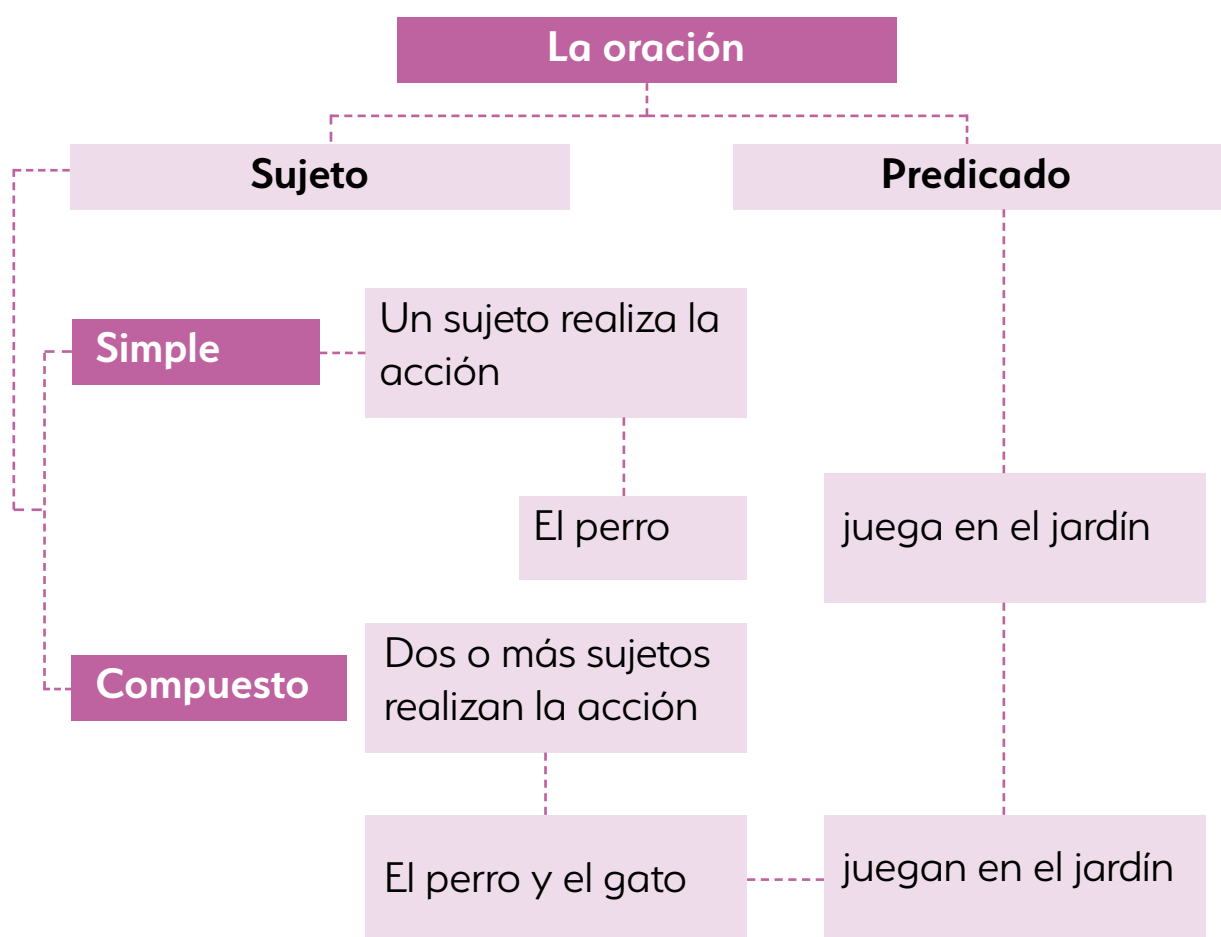 La oración
Sujeto
Predicado
Simple
Un sujeto realiza la
acción
El perro
juega en el jardín
Compuesto
Dos o más sujetos
realizan la acción
El perro y el gato
juegan en el jardín